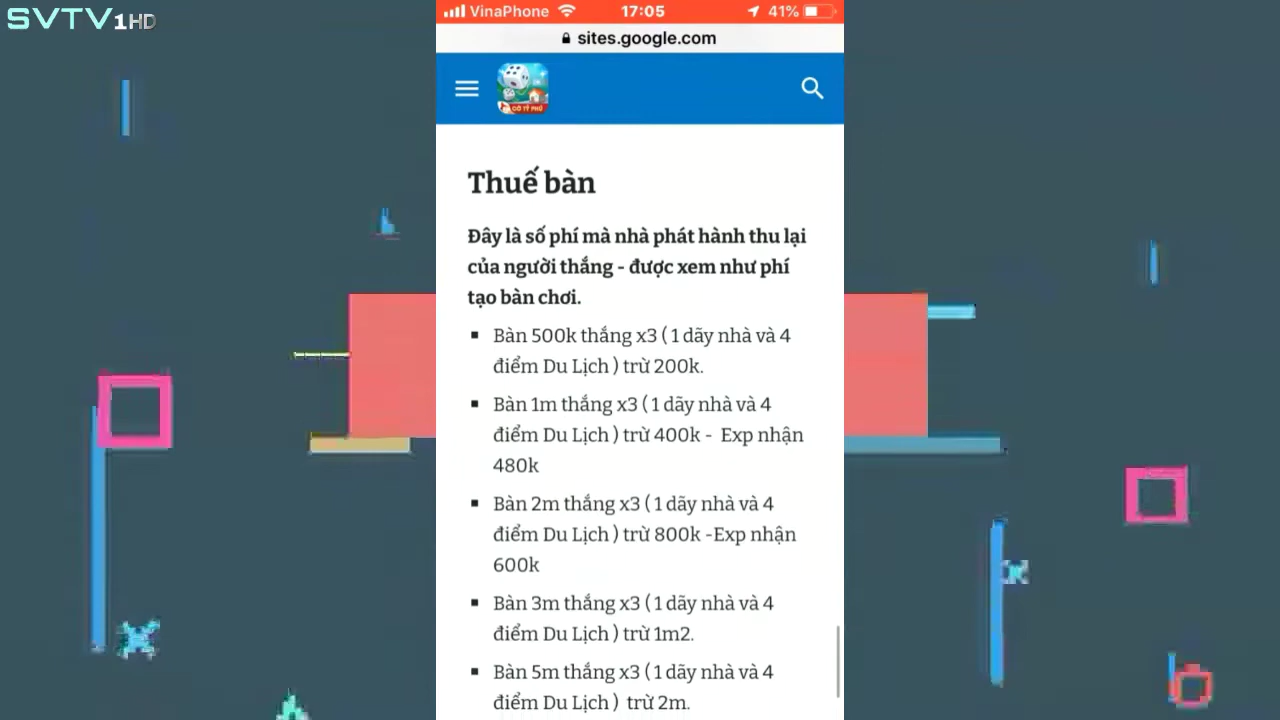 SVTV1HD
VinaPhone 17:05 41%
sites.google.com
CỜ TỶ PHÚ
Thuế bàn
Đây là số phí mà nhà phát hành thu lại
của người thắng - được xem như phí
tạo bàn chơi.
Bàn 500k thắng x3 ( 1 dãy nhà và 4
điểm Du Lịch ) trừ 200k.
Bàn 1m thắng x3 ( 1 dãy nhà và 4
điểm Du Lịch ) trừ 400k - Exp nhận
480k
Bàn 2m thắng x3 ( 1 dãy nhà và 4
điểm Du Lịch ) trừ 800k -Exp nhận
600k
Bàn 3m thắng x3 ( 1 dãy nhà và 4
điểm Du Lịch ) trừ 1m2.
Bàn 5m thắng x3 ( 1 dãy nhà và 4
điểm Du Lịch ) trừ 2m.